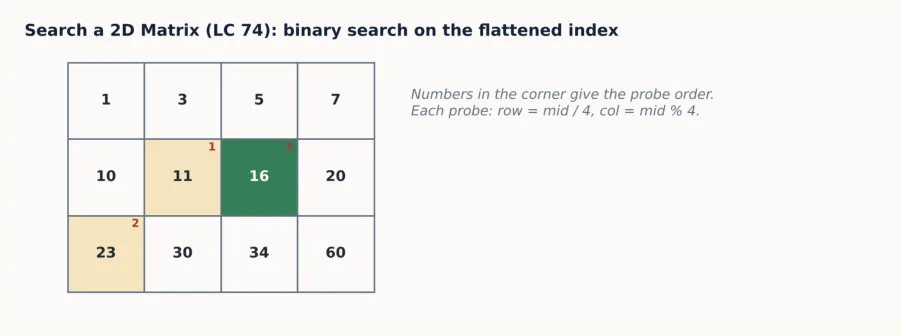 Search a 2D Matrix (LC 74): binary search on the flattened index
Numbers in the corner give the probe order.
Each probe: row = mid / 4, col = mid % 4.
1 3 5 7
1 3
10 11 16 20
2
23 30 34 60